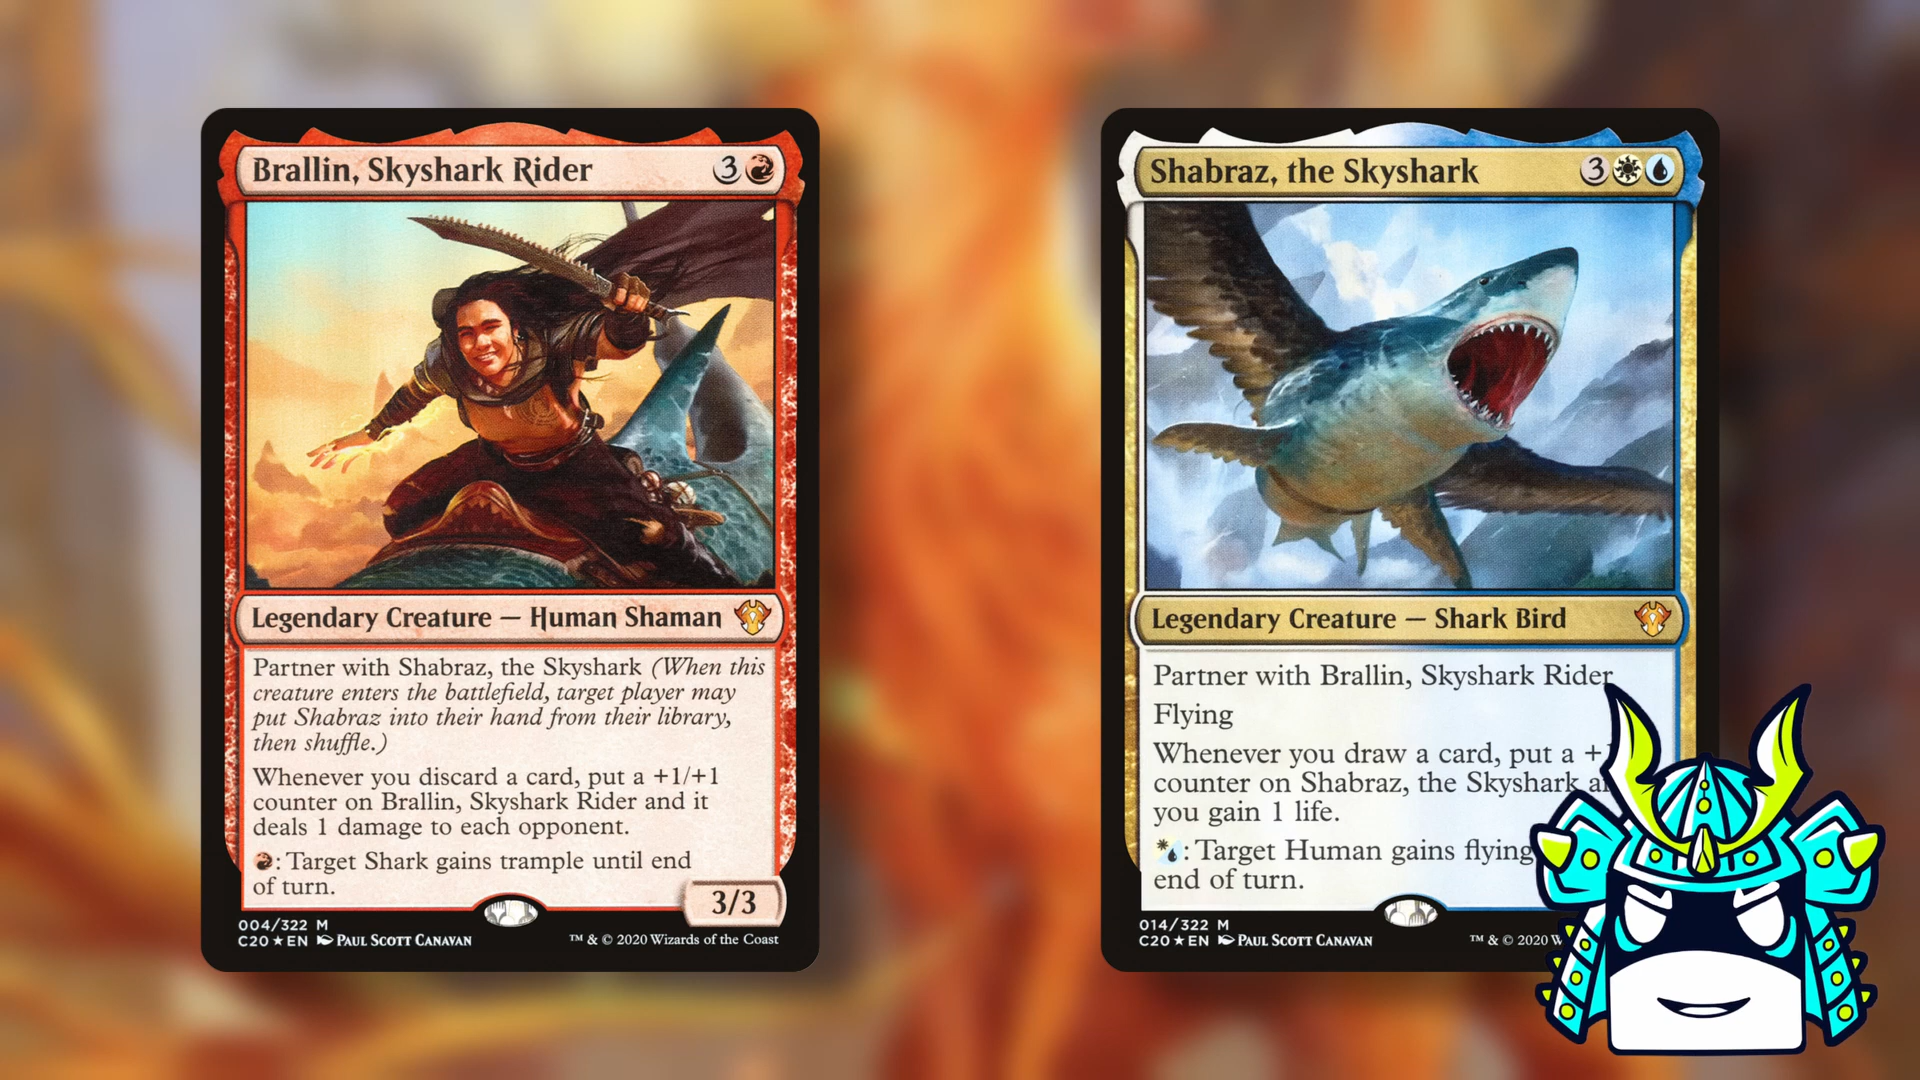 Brallin, Skyshark Rider 3
Legendary Creature — Human Shaman
Partner with Shabraz, the Skyshark (When this
creature enters the battlefield, target player may
put Shabraz into their hand from their library,
then shuffle.)
Whenever you discard a card, put a +1/+1
counter on Brallin, Skyshark Rider and it
deals 1 damage to each opponent.
: Target Shark gains trample until end
of turn.
3/3
004/322 M
C20 ★ EN PAUL SCOTT CANAVAN
™ & © 2020 Wizards of the Coast
Shabraz, the Skyshark 3
Legendary Creature — Shark Bird
Partner with Brallin, Skyshark Rider
Flying
Whenever you draw a card, put a
counter on Shabraz, the Skyshark
you gain 1 life.
: Target Human gains flying
end of turn.
014/322 M
C20 ★ EN PAUL SCOTT CANAVAN
™ & © 2020